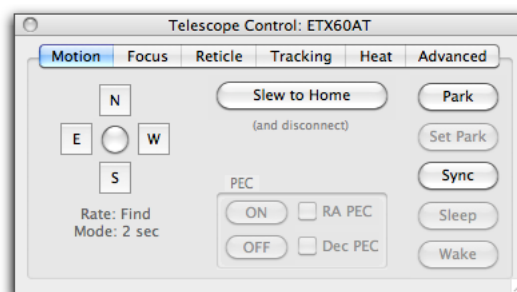 Telescope Control: ETX60AT
Motion Focus Reticle Tracking Heat Advanced
N
E W
S
Rate: Find
Mode: 2 sec
Slew to Home
(and disconnect)
PEC
ON RA PEC
OFF Dec PEC
Park
Set Park
Sync
Sleep
Wake